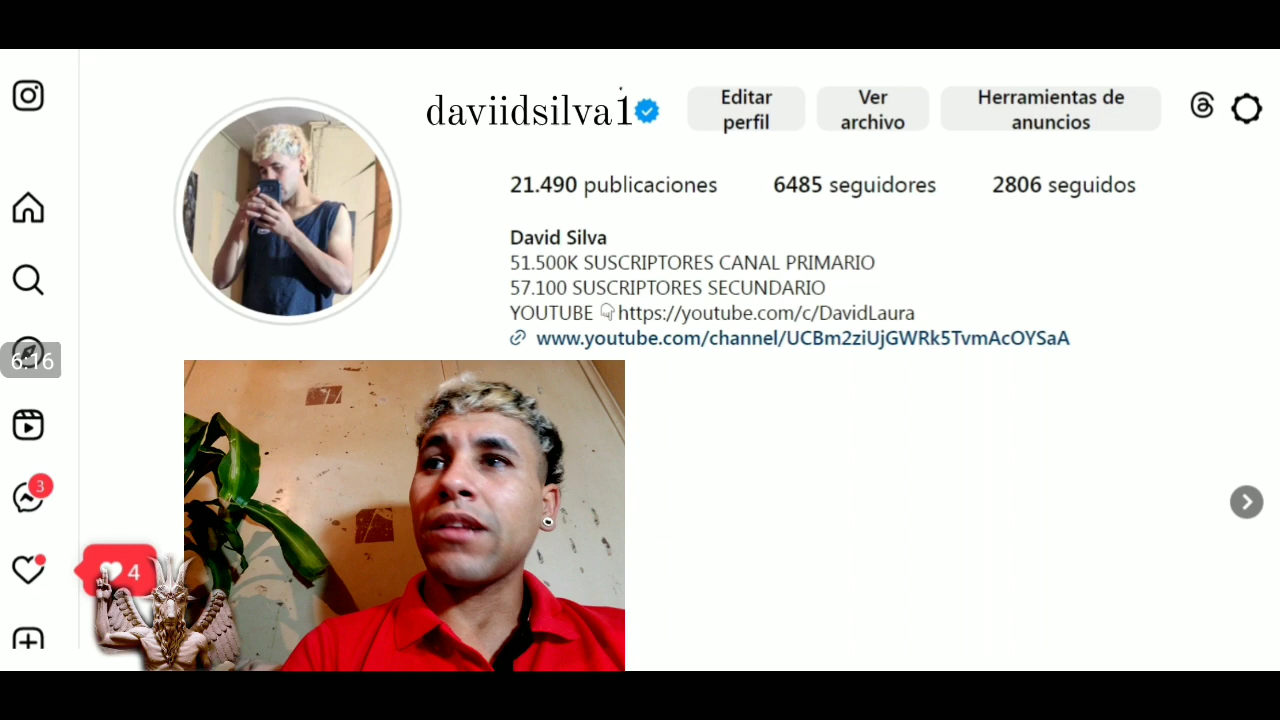 daviidsilva1
Editar
perfil
Ver
archivo
Herramientas de
anuncios
21.490 publicaciones
6485 seguidores
2806 seguidos
David Silva
51.500K SUSCRIPTORES CANAL PRIMARIO
57.100 SUSCRIPTORES SECUNDARIO
YOUTUBE 👇https://youtube.com/c/DavidLaura
www.youtube.com/channel/UCBm2ziUjGWRk5TvmAcOYSaA
6:16
3
4